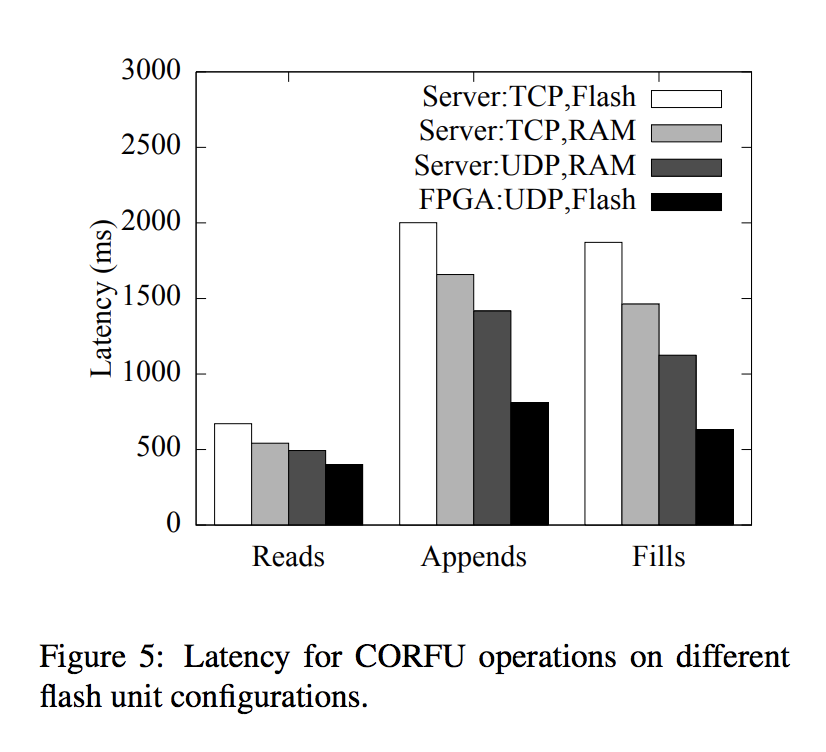 3000
2500
2000
1500
1000
500
0
Latency (ms)
Server:TCP,Flash
Server:TCP,RAM
Server:UDP,RAM
FPGA:UDP,Flash
Reads Appends Fills
Figure 5: Latency for CORFU operations on different
flash unit configurations.